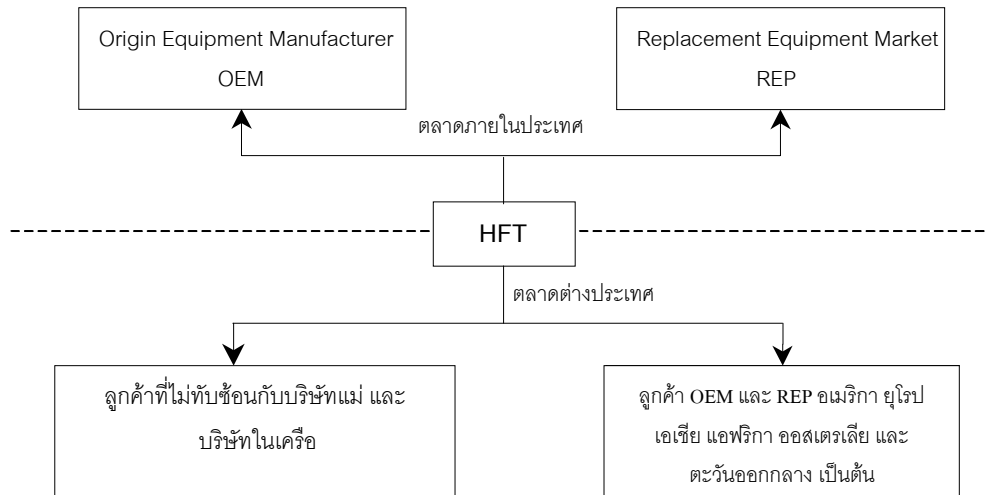 Origin Equipment Manufacturer
OEM
Replacement Equipment Market
REP
ตลาดภายในประเทศ
HFT
ตลาดต่างประเทศ
ลูกค้าที่ไม่ทับซ้อนกับบริษัทแม่ และ
บริษัทในเครือ
ลูกค้า OEM และ REP อเมริกา ยุโรป
เอเชีย แอฟริกา ออสเตรเลีย และ
ตะวันออกกลาง เป็นต้น